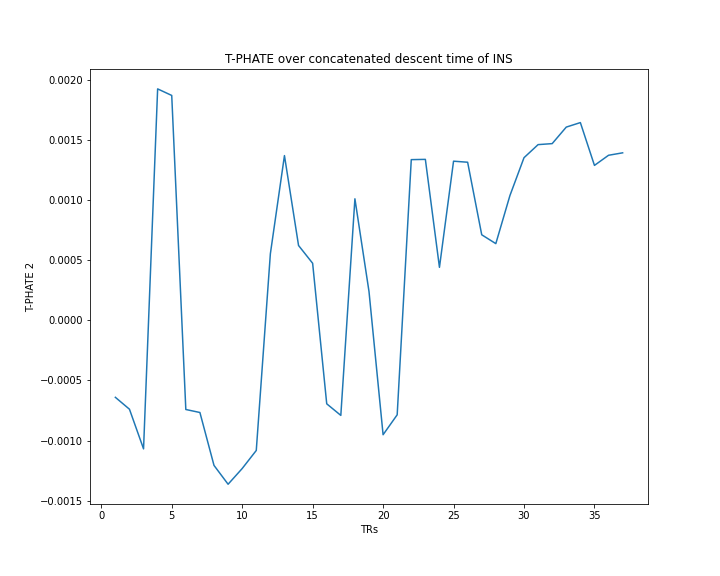 T-PHATE over concatenated descent time of INS
0.0020
0.0015
0.0010
0.0005
0.0000
−0.0005
−0.0010
−0.0015
T-PHATE 2
0 5 10 15 20 25 30 35
TRs